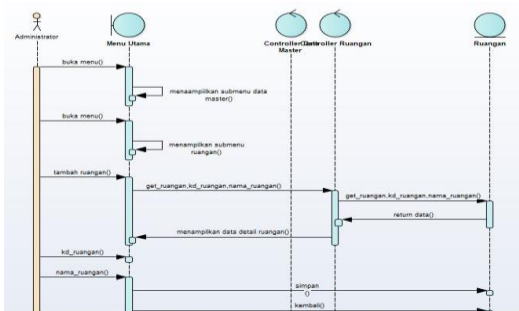 Administrator
Menu Utama
Controller Data
Master
Controller Ruangan
Ruangan
buka menu()
menaampilkan submenu data
master()
buka menu()
menampilkan submenu
ruangan()
tambah ruangan()
get_ruangan,kd_ruangan,nama_ruangan()
get_ruangan,kd_ruangan,nama_ruangan()
return data()
menampilkan data detail ruangan()
kd_ruangan()
nama_ruangan()
simpan
()
kembali()